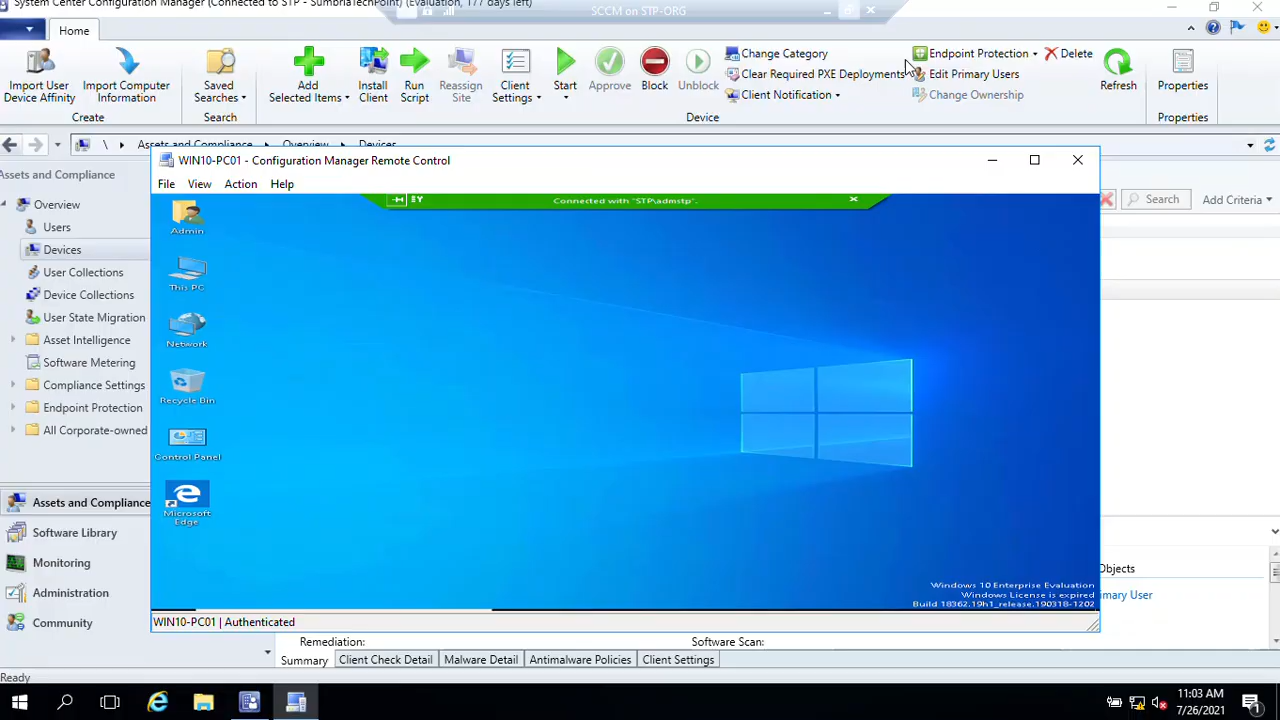 System Center Configuration Manager (Connected to STP - SumbriaTechPoint) (Evaluation, 177 days left)
SCCM on STP-ORG
Home
Import User Device Affinity
Import Computer Information
Create
Saved Searches
Search
Add Selected Items
Install Client
Run Script
Reassign Site
Client Settings
Start
Approve
Block
Unblock
Change Category
Clear Required PXE Deployments
Client Notification
Endpoint Protection
Edit Primary Users
Change Ownership
Delete
Device
Refresh
Properties
Properties
\ Assets and Compliance Overview Devices
Assets and Compliance
Overview
Users
Devices
User Collections
Device Collections
User State Migration
Asset Intelligence
Software Metering
Compliance Settings
Endpoint Protection
All Corporate-owned
Assets and Compliance
Software Library
Monitoring
Administration
Community
Search
Add Criteria
WIN10-PC01 - Configuration Manager Remote Control
File View Action Help
Connected with "STP\admstp".
Admin
This PC
Network
Recycle Bin
Control Panel
Microsoft Edge
Windows 10 Enterprise Evaluation
Windows License is expired
Build 18362.19h1_release.190318-1202
WIN10-PC01 | Authenticated
Objects
Remediation:
Software Scan:
Summary Client Check Detail Malware Detail Antimalware Policies Client Settings
Ready
11:03 AM
7/26/2021